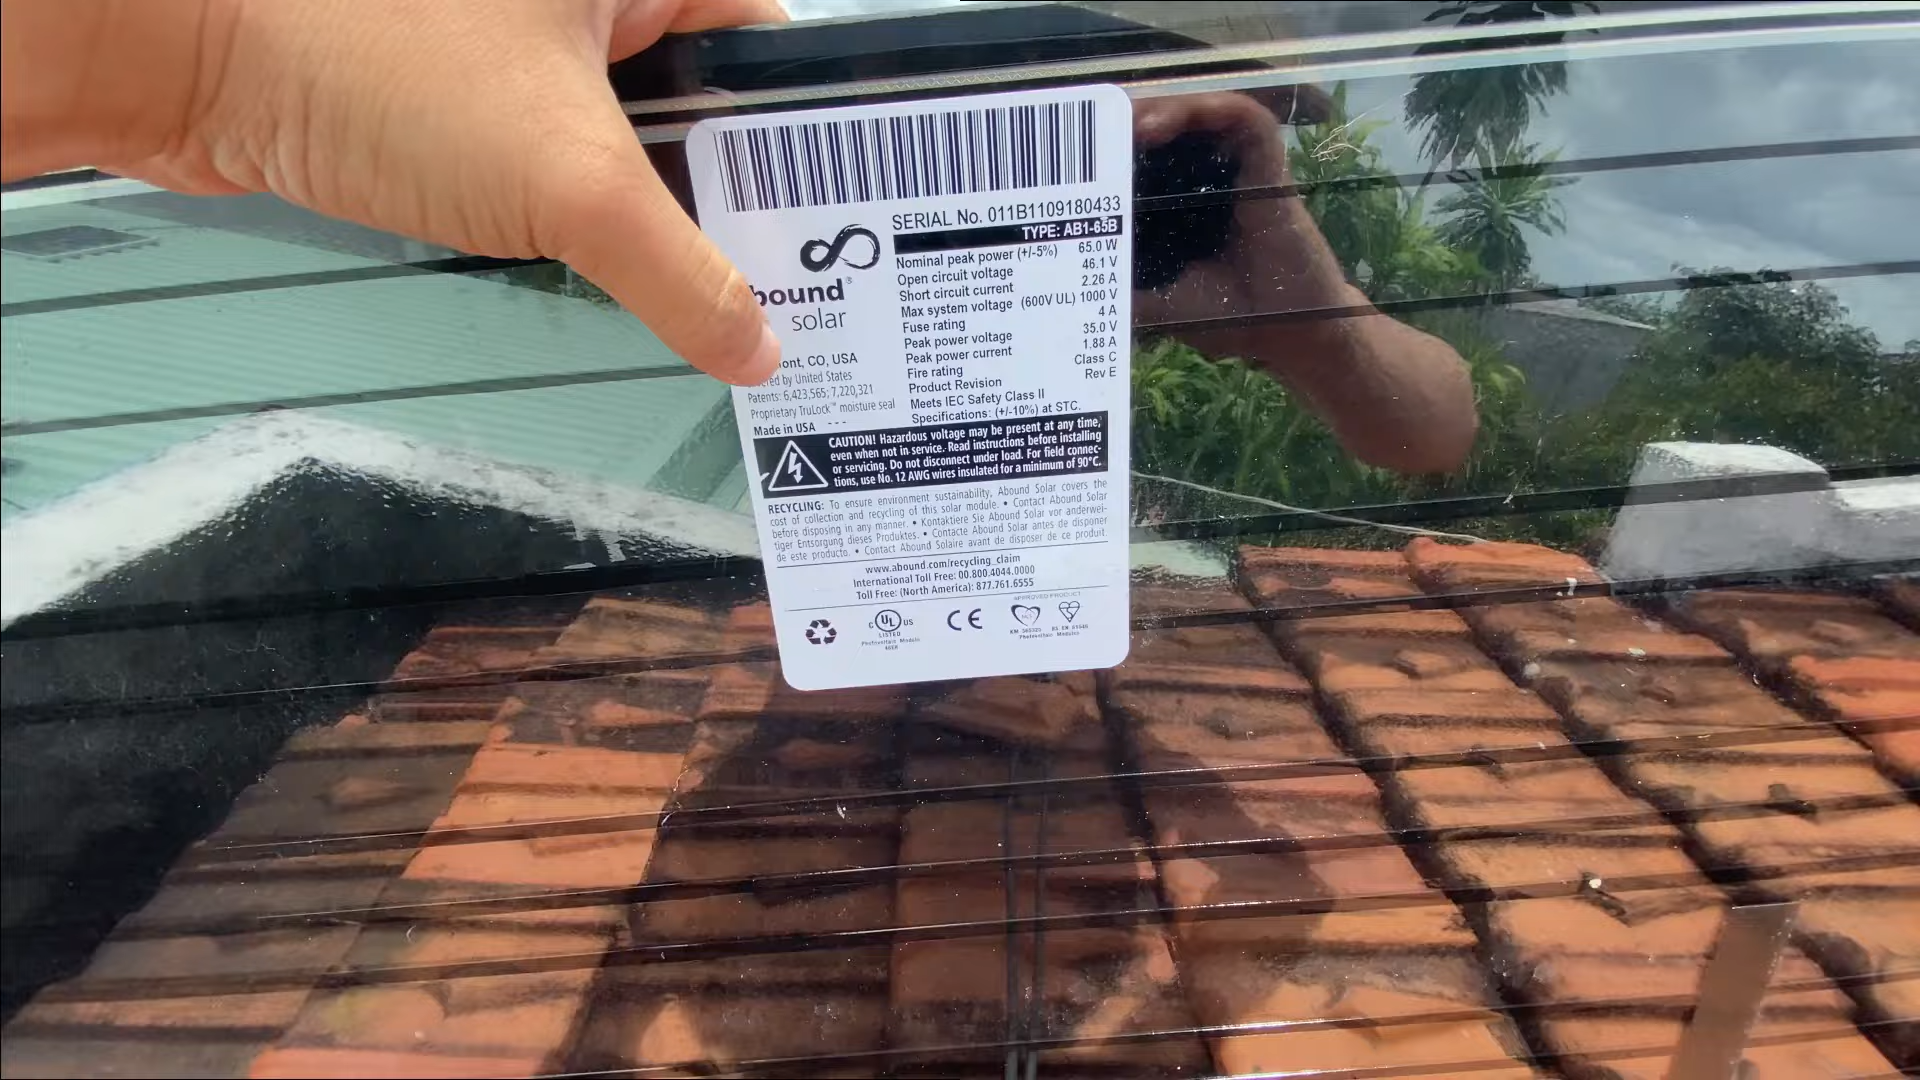 SERIAL No. 011B1109180433
TYPE: AB1-65B
Nominal peak power (+/-5%) 65.0 W
Open circuit voltage 46.1 V
Short circuit current 2.26 A
Max system voltage (600V UL) 1000 V
Fuse rating 4 A
Peak power voltage 35.0 V
Peak power current 1.88 A
Fire rating Class C
Product Revision Rev E
Meets IEC Safety Class II
Specifications: (+/-10%) at STC.
bound®
solar
CO, USA
by United States
Patents: 6,423,565; 7,220,321
Proprietary TruLock™ moisture seal
Made in USA - - -
CAUTION! Hazardous voltage may be present at any time,
even when not in service. Read instructions before installing
or servicing. Do not disconnect under load. For field connec-
tions, use No. 12 AWG wires insulated for a minimum of 90°C.
RECYCLING: To ensure environment sustainability, Abound Solar covers the
cost of collection and recycling of this solar module. • Contact Abound Solar
before disposing in any manner. • Kontaktiere Sie Abound Solar vor anderwei-
tiger Entsorgung dieses Produktes. • Contacte Abound Solar antes de disponer
de este producto. • Contact Abound Solaire avant de disposer de ce produit.
www.abound.com/recycling_claim
International Toll Free: 00.800.4044.0000
Toll Free: (North America): 877.761.6555
C UL US
LISTED
Photovoltaic Module
CE
APPROVED PRODUCT
Photovoltaic Modules